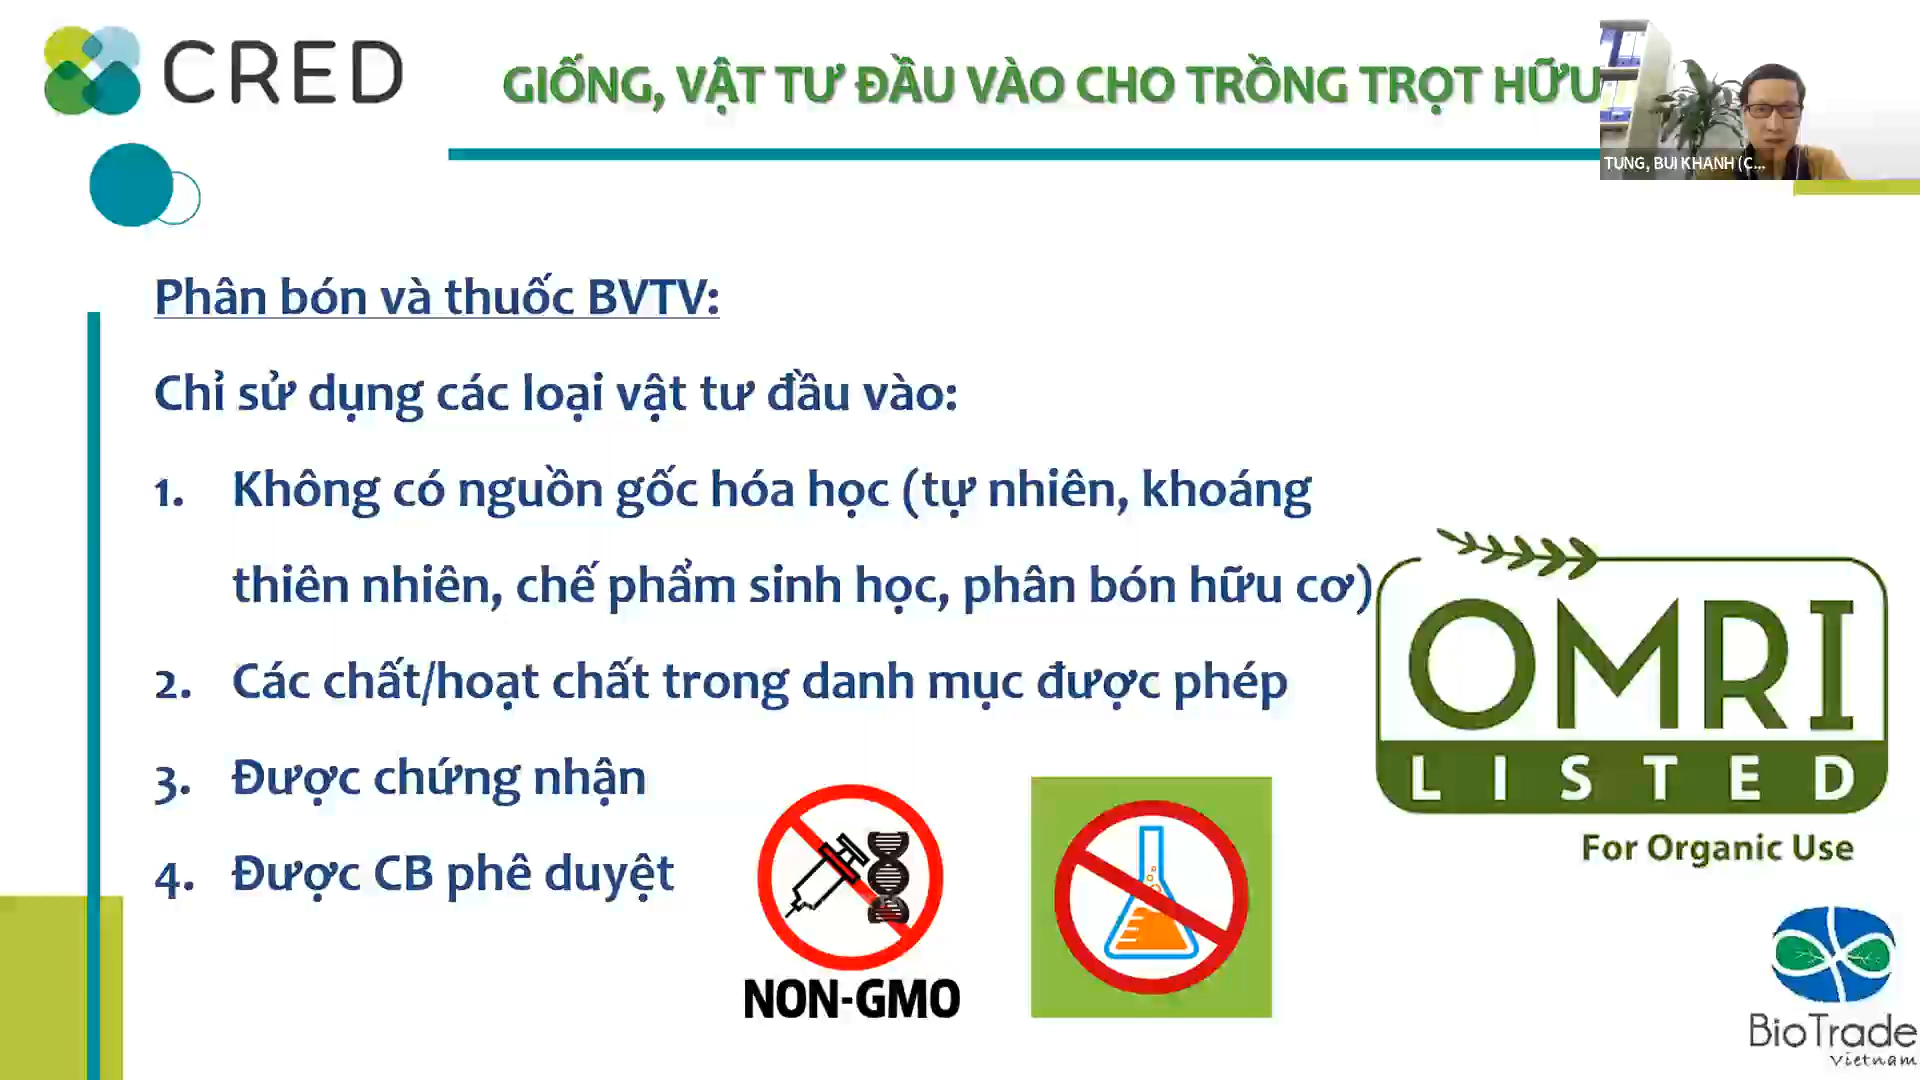 CRED
GIỐNG, VẬT TƯ ĐẦU VÀO CHO TRỒNG TRỌT HỮU
TUNG, BUI KHANH (C...
Phân bón và thuốc BVTV:
Chỉ sử dụng các loại vật tư đầu vào:
1. Không có nguồn gốc hóa học (tự nhiên, khoáng
thiên nhiên, chế phẩm sinh học, phân bón hữu cơ)
2. Các chất/hoạt chất trong danh mục được phép
3. Được chứng nhận
4. Được CB phê duyệt
NON-GMO
OMRI
LISTED
For Organic Use
BioTrade
Vietnam